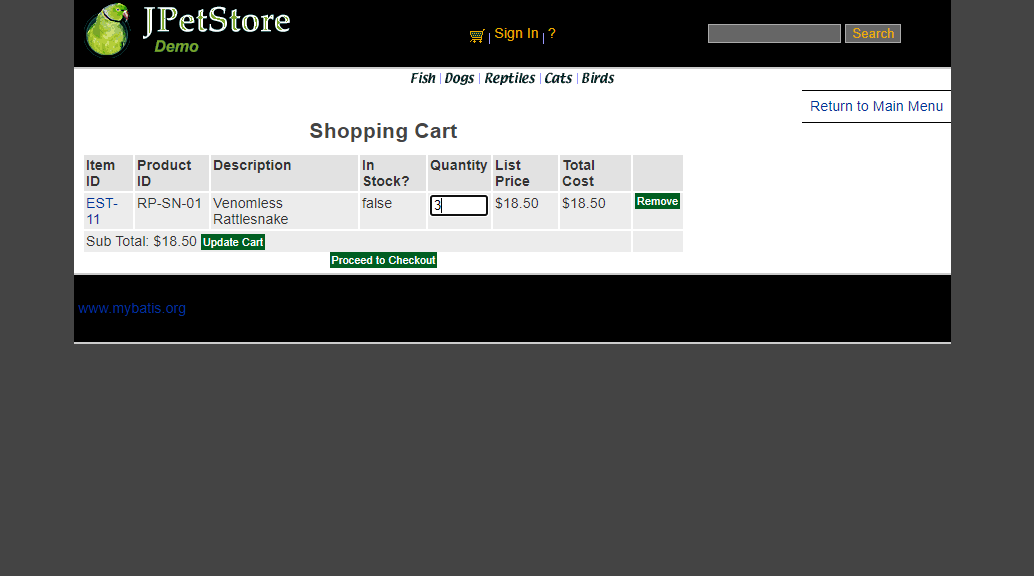 JPetStore
Demo
| Sign In | ?
Search
Fish | Dogs | Reptiles | Cats | Birds
Return to Main Menu
Shopping Cart
Item ID Product ID Description In Stock? Quantity List Price Total Cost
EST-11 RP-SN-01 Venomless Rattlesnake false 3 $18.50 $18.50 Remove
Sub Total: $18.50 Update Cart
Proceed to Checkout
www.mybatis.org